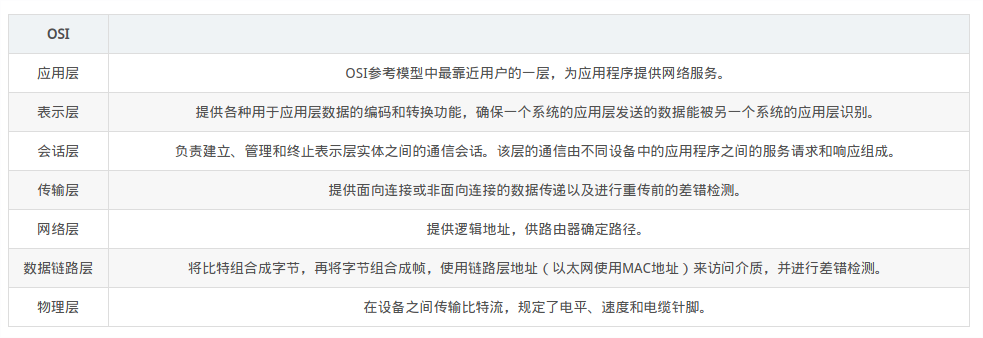 OSI
应用层 OSI参考模型中最靠近用户的一层，为应用程序提供网络服务。
表示层 提供各种用于应用层数据的编码和转换功能，确保一个系统的应用层发送的数据能被另一个系统的应用层识别。
会话层 负责建立、管理和终止表示层实体之间的通信会话。该层的通信由不同设备中的应用程序之间的服务请求和响应组成。
传输层 提供面向连接或非面向连接的数据传递以及进行重传前的差错检测。
网络层 提供逻辑地址，供路由器确定路径。
数据链路层 将比特组合成字节，再将字节组合成帧，使用链路层地址（以太网使用MAC地址）来访问介质，并进行差错检测。
物理层 在设备之间传输比特流，规定了电平、速度和电缆针脚。